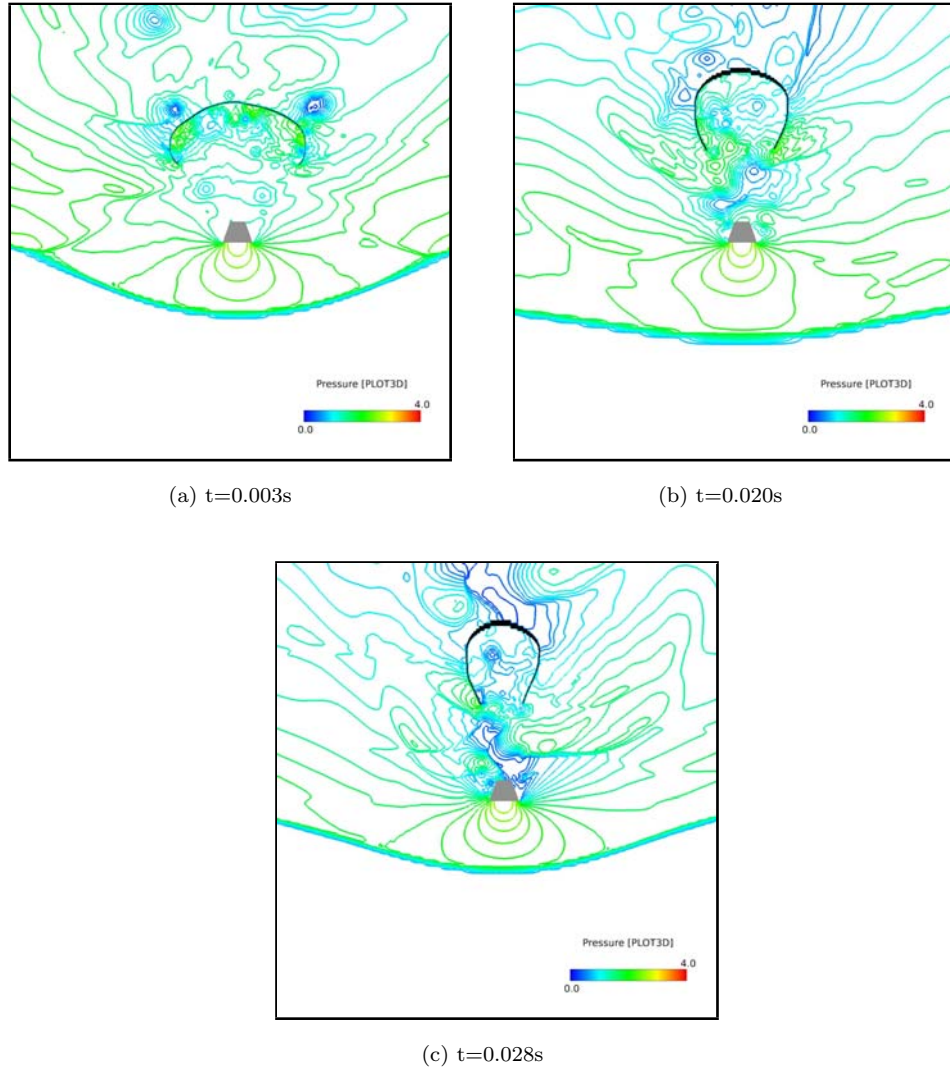 Pressure [PLOT3D]
4.0
0.0
Pressure [PLOT3D]
4.0
0.0
(a) t=0.003s
(b) t=0.020s
Pressure [PLOT3D]
4.0
0.0
(c) t=0.028s